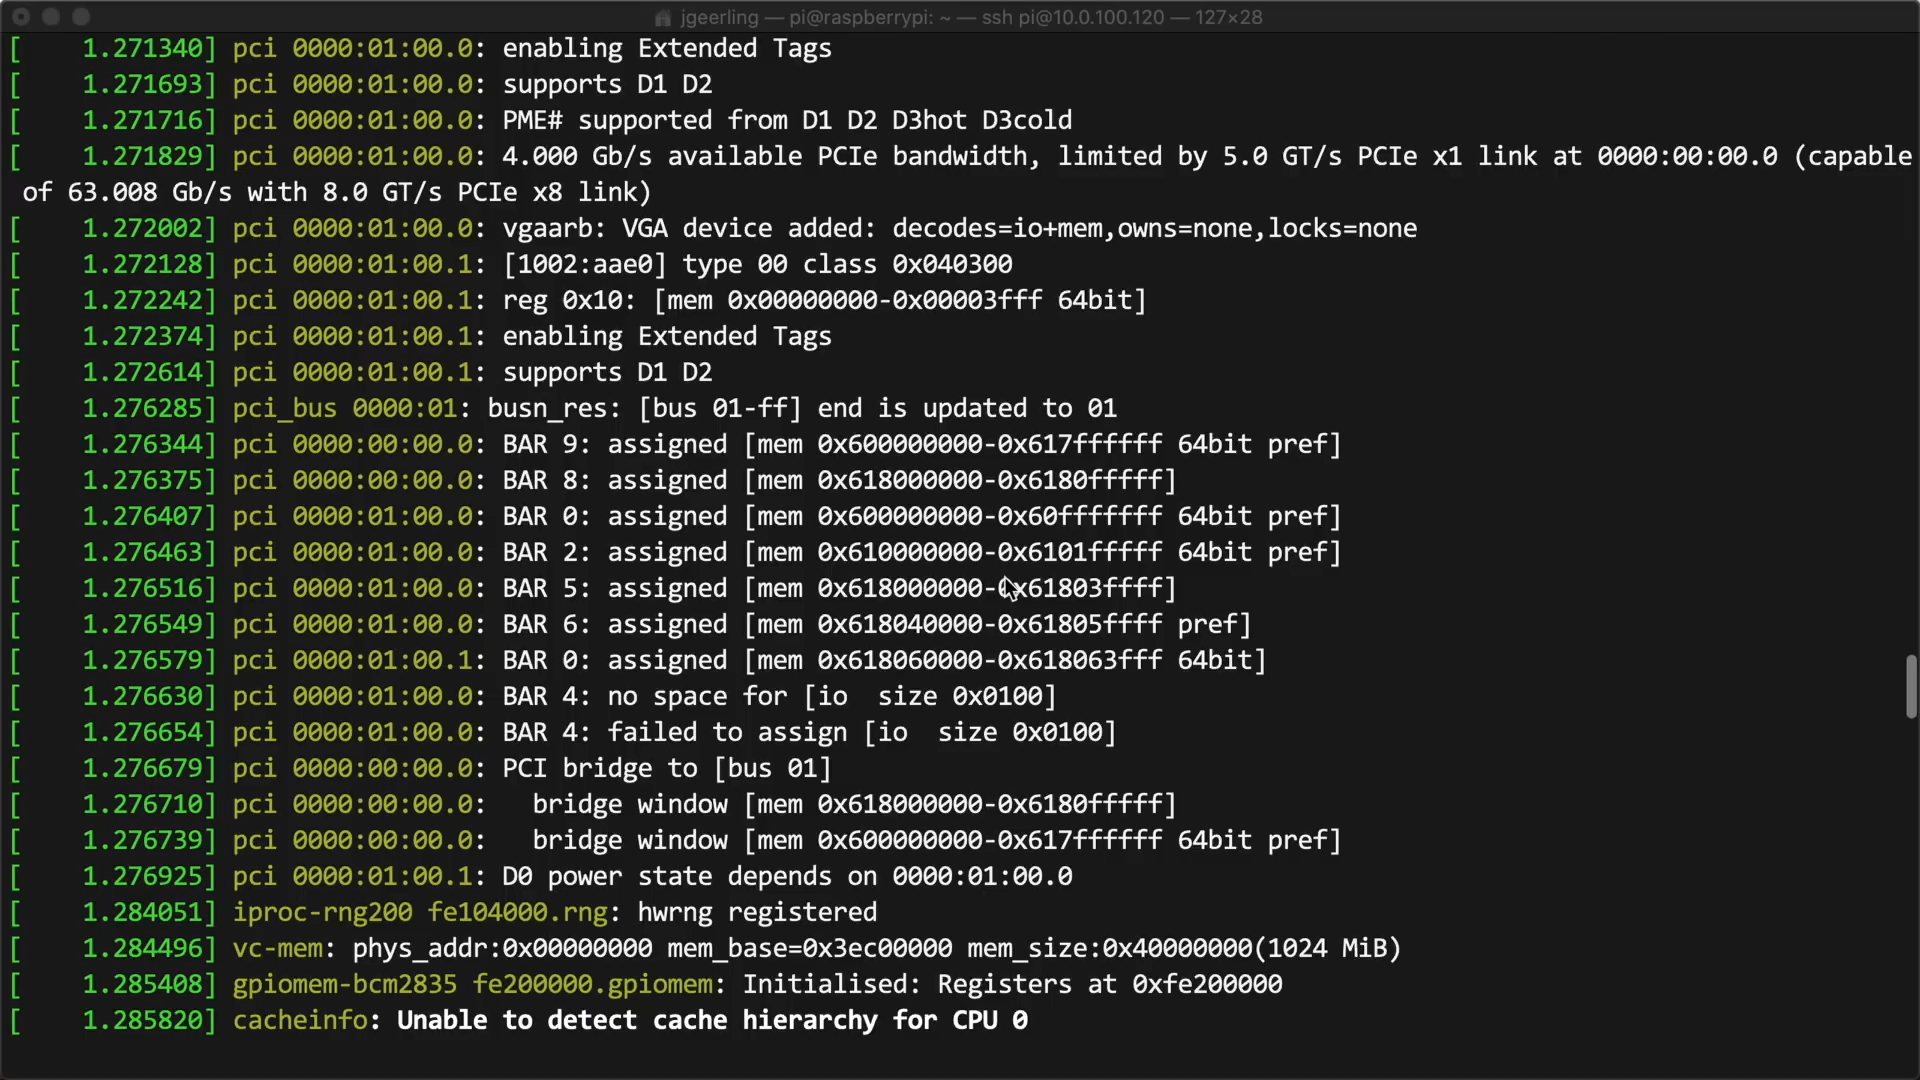 jgeerling — pi@raspberrypi: ~ — ssh pi@10.0.100.120 — 127×28
[    1.271340] pci 0000:01:00.0: enabling Extended Tags
[    1.271693] pci 0000:01:00.0: supports D1 D2
[    1.271716] pci 0000:01:00.0: PME# supported from D1 D2 D3hot D3cold
[    1.271829] pci 0000:01:00.0: 4.000 Gb/s available PCIe bandwidth, limited by 5.0 GT/s PCIe x1 link at 0000:00:00.0 (capable
 of 63.008 Gb/s with 8.0 GT/s PCIe x8 link)
[    1.272002] pci 0000:01:00.0: vgaarb: VGA device added: decodes=io+mem,owns=none,locks=none
[    1.272128] pci 0000:01:00.1: [1002:aae0] type 00 class 0x040300
[    1.272242] pci 0000:01:00.1: reg 0x10: [mem 0x00000000-0x00003fff 64bit]
[    1.272374] pci 0000:01:00.1: enabling Extended Tags
[    1.272614] pci 0000:01:00.1: supports D1 D2
[    1.276285] pci_bus 0000:01: busn_res: [bus 01-ff] end is updated to 01
[    1.276344] pci 0000:00:00.0: BAR 9: assigned [mem 0x600000000-0x617ffffff 64bit pref]
[    1.276375] pci 0000:00:00.0: BAR 8: assigned [mem 0x618000000-0x6180fffff]
[    1.276407] pci 0000:01:00.0: BAR 0: assigned [mem 0x600000000-0x60fffffff 64bit pref]
[    1.276463] pci 0000:01:00.0: BAR 2: assigned [mem 0x610000000-0x6101fffff 64bit pref]
[    1.276516] pci 0000:01:00.0: BAR 5: assigned [mem 0x618000000-0x61803ffff]
[    1.276549] pci 0000:01:00.0: BAR 6: assigned [mem 0x618040000-0x61805ffff pref]
[    1.276579] pci 0000:01:00.1: BAR 0: assigned [mem 0x618060000-0x618063fff 64bit]
[    1.276630] pci 0000:01:00.0: BAR 4: no space for [io  size 0x0100]
[    1.276654] pci 0000:01:00.0: BAR 4: failed to assign [io  size 0x0100]
[    1.276679] pci 0000:00:00.0: PCI bridge to [bus 01]
[    1.276710] pci 0000:00:00.0:   bridge window [mem 0x618000000-0x6180fffff]
[    1.276739] pci 0000:00:00.0:   bridge window [mem 0x600000000-0x617ffffff 64bit pref]
[    1.276925] pci 0000:01:00.1: D0 power state depends on 0000:01:00.0
[    1.284051] iproc-rng200 fe104000.rng: hwrng registered
[    1.284496] vc-mem: phys_addr:0x00000000 mem_base=0x3ec00000 mem_size:0x40000000(1024 MiB)
[    1.285408] gpiomem-bcm2835 fe200000.gpiomem: Initialised: Registers at 0xfe200000
[    1.285820] cacheinfo: Unable to detect cache hierarchy for CPU 0